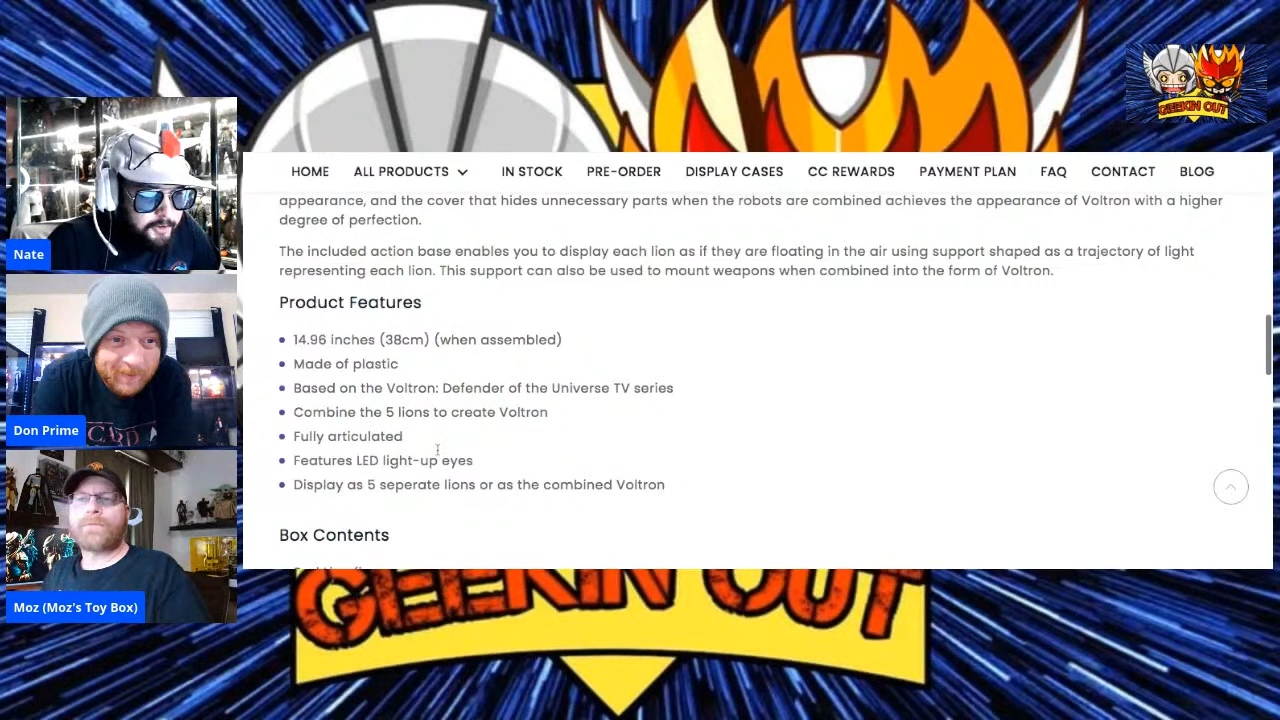 GEEKIN OUT
HOME ALL PRODUCTS IN STOCK PRE-ORDER DISPLAY CASES CC REWARDS PAYMENT PLAN FAQ CONTACT BLOG
appearance, and the cover that hides unnecessary parts when the robots are combined achieves the appearance of Voltron with a higher
degree of perfection.
The included action base enables you to display each lion as if they are floating in the air using support shaped as a trajectory of light
representing each lion. This support can also be used to mount weapons when combined into the form of Voltron.
Product Features
14.96 inches (38cm) (when assembled)
Made of plastic
Based on the Voltron: Defender of the Universe TV series
Combine the 5 lions to create Voltron
Fully articulated
Features LED light-up eyes
Display as 5 seperate lions or as the combined Voltron
Box Contents
Nate
Don Prime
Moz (Moz's Toy Box)
GEEKIN OUT